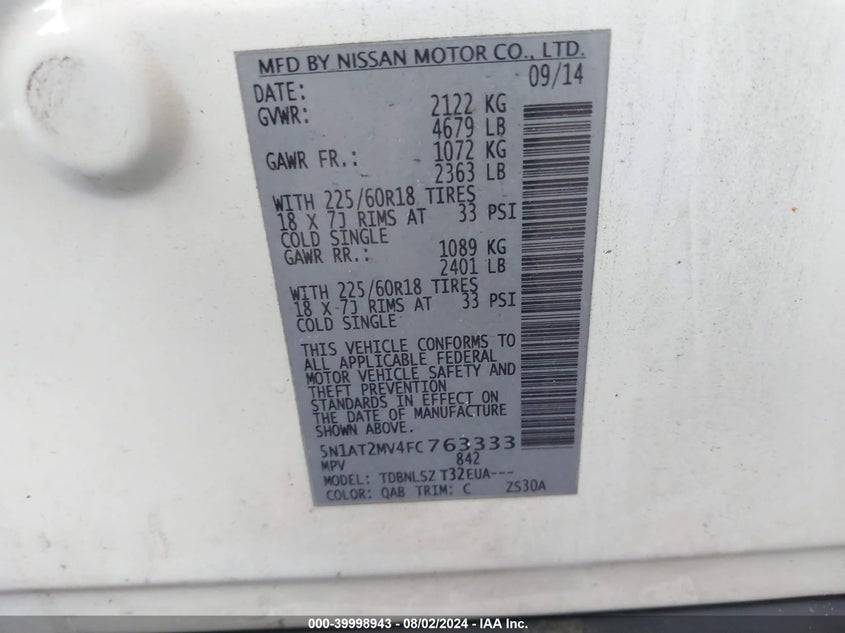 MFD BY NISSAN MOTOR CO., LTD.
DATE: 09/14
GVWR: 2122 KG
4679 LB
GAWR FR.: 1072 KG
2363 LB
WITH 225/60R18 TIRES
18 X 7J RIMS AT 33 PSI
COLD SINGLE
GAWR RR.: 1089 KG
2401 LB
WITH 225/60R18 TIRES
18 X 7J RIMS AT 33 PSI
COLD SINGLE
THIS VEHICLE CONFORMS TO
ALL APPLICABLE FEDERAL
MOTOR VEHICLE SAFETY AND
THEFT PREVENTION
STANDARDS IN EFFECT ON
THE DATE OF MANUFACTURE
SHOWN ABOVE.
5N1AT2MV4FC763333
MPV 842
MODEL: TDBNLSZ T32EUA---
COLOR: QAB TRIM: C ZS30A
000-39998943 - 08/02/2024 - IAA Inc.